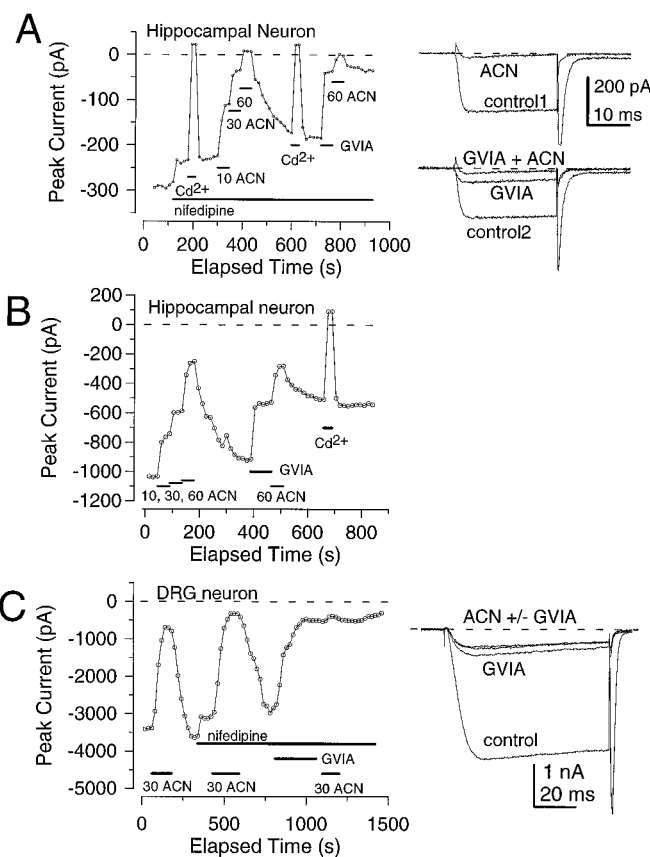 A
Hippocampal Neuron
Peak Current (pA)
0
-100
-200
-300
60
30 ACN
60 ACN
Cd2+
GVIA
Cd2+
10 ACN
nifedipine
0 200 400 600 800 1000
Elapsed Time (s)
ACN
control1
200 pA
10 ms
GVIA + ACN
GVIA
control2
B
Hippocampal neuron
Peak Current (pA)
200
0
-200
-400
-600
-800
-1000
-1200
Cd2+
GVIA
10, 30, 60 ACN
60 ACN
0 200 400 600 800
Elapsed Time (s)
C
DRG neuron
Peak Current (pA)
0
-1000
-2000
-3000
-4000
-5000
nifedipine
GVIA
30 ACN
30 ACN
30 ACN
0 500 1000 1500
Elapsed Time (s)
ACN +/- GVIA
GVIA
control
1 nA
20 ms